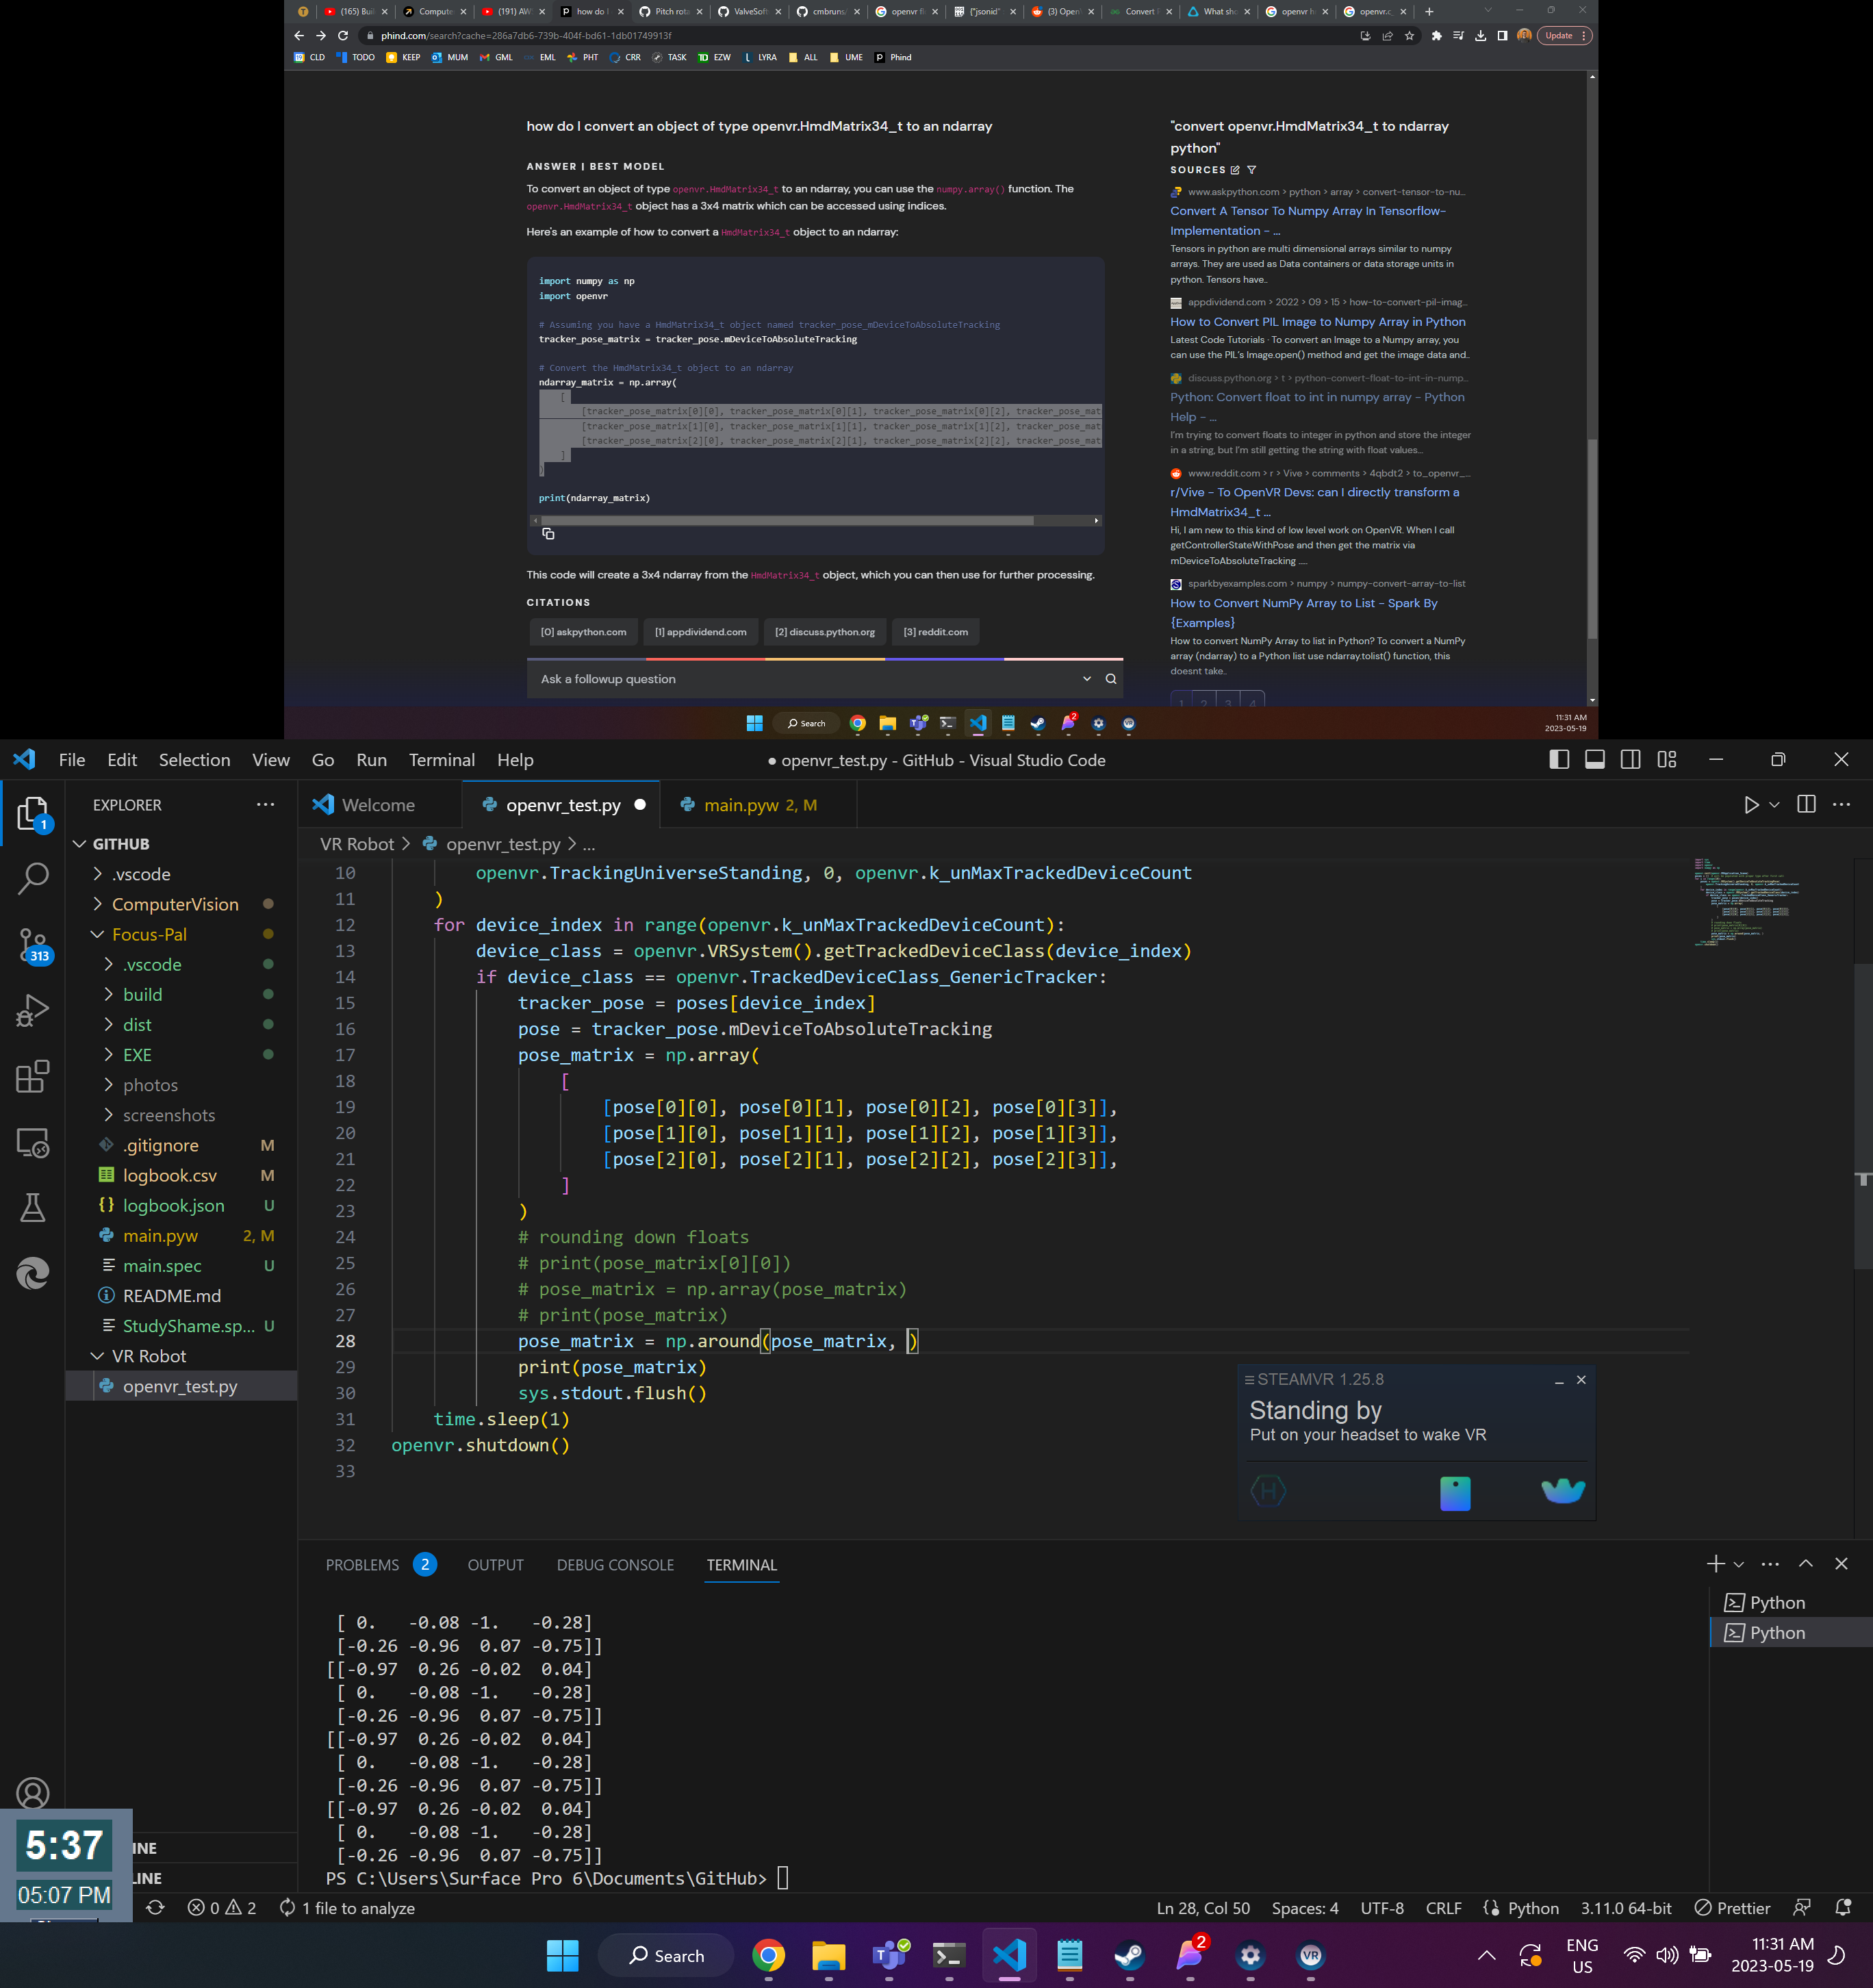 (165) Buil
Compute
(191) AW
how do I
Pitch rota
ValveSoft
cmbruns/
openvr fl
{"jsonid"
(3) Open
Convert
What sho
openvr h
openvr.c_
phind.com/search?cache=286a7db6-739b-404f-bd61-1db01749913f
Update
CLD TODO KEEP MUM GML EML PHT CRR TASK EZW LYRA ALL UME Phind
how do I convert an object of type openvr.HmdMatrix34_t to an ndarray
ANSWER | BEST MODEL
To convert an object of type openvr.HmdMatrix34_t to an ndarray, you can use the numpy.array() function. The
openvr.HmdMatrix34_t object has a 3x4 matrix which can be accessed using indices.
Here's an example of how to convert a HmdMatrix34_t object to an ndarray:
import numpy as np
import openvr
# Assuming you have a HmdMatrix34_t object named tracker_pose_mDeviceToAbsoluteTracking
tracker_pose_matrix = tracker_pose.mDeviceToAbsoluteTracking
# Convert the HmdMatrix34_t object to an ndarray
ndarray_matrix = np.array(
[
[tracker_pose_matrix[0][0], tracker_pose_matrix[0][1], tracker_pose_matrix[0][2], tracker_pose_mat
[tracker_pose_matrix[1][0], tracker_pose_matrix[1][1], tracker_pose_matrix[1][2], tracker_pose_mat
[tracker_pose_matrix[2][0], tracker_pose_matrix[2][1], tracker_pose_matrix[2][2], tracker_pose_mat
]
)
print(ndarray_matrix)
This code will create a 3x4 ndarray from the HmdMatrix34_t object, which you can then use for further processing.
CITATIONS
[0] askpython.com [1] appdividend.com [2] discuss.python.org [3] reddit.com
Ask a followup question
"convert openvr.HmdMatrix34_t to ndarray
python"
SOURCES
www.askpython.com > python > array > convert-tensor-to-nu...
Convert A Tensor To Numpy Array In Tensorflow-
Implementation - ...
Tensors in python are multi dimensional arrays similar to numpy
arrays. They are used as Data containers or data storage units in
python. Tensors have..
appdividend.com > 2022 > 09 > 15 > how-to-convert-pil-imag...
How to Convert PIL Image to Numpy Array in Python
Latest Code Tutorials · To convert an Image to a Numpy array, you
can use the PIL's Image.open() method and get the image data and..
discuss.python.org > t > python-convert-float-to-int-in-nump...
Python: Convert float to int in numpy array - Python
Help - ...
I'm trying to convert floats to integer in python and store the integer
in a string, but I'm still getting the string with float values...
www.reddit.com > r > Vive > comments > 4qbdt2 > to_openvr_...
r/Vive - To OpenVR Devs: can I directly transform a
HmdMatrix34_t ...
Hi, I am new to this kind of low level work on OpenVR. When I call
getControllerStateWithPose and then get the matrix via
mDeviceToAbsoluteTracking ....
sparkbyexamples.com > numpy > numpy-convert-array-to-list
How to Convert NumPy Array to List - Spark By
{Examples}
How to convert NumPy Array to list in Python? To convert a NumPy
array (ndarray) to a Python list use ndarray.tolist() function, this
doesnt take..
1 2 3 4
Search
2
11:31 AM
2023-05-19
File Edit Selection View Go Run Terminal Help
● openvr_test.py - GitHub - Visual Studio Code
EXPLORER
Welcome
openvr_test.py
main.pyw 2, M
VR Robot > openvr_test.py > ...
1
313
GITHUB
.vscode
ComputerVision
Focus-Pal
.vscode
build
dist
EXE
photos
screenshots
.gitignore M
logbook.csv M
logbook.json U
main.pyw 2, M
main.spec U
README.md
StudyShame.sp... U
VR Robot
openvr_test.py
10 openvr.TrackingUniverseStanding, 0, openvr.k_unMaxTrackedDeviceCount
11 )
12 for device_index in range(openvr.k_unMaxTrackedDeviceCount):
13 device_class = openvr.VRSystem().getTrackedDeviceClass(device_index)
14 if device_class == openvr.TrackedDeviceClass_GenericTracker:
15 tracker_pose = poses[device_index]
16 pose = tracker_pose.mDeviceToAbsoluteTracking
17 pose_matrix = np.array(
18 [
19 [pose[0][0], pose[0][1], pose[0][2], pose[0][3]],
20 [pose[1][0], pose[1][1], pose[1][2], pose[1][3]],
21 [pose[2][0], pose[2][1], pose[2][2], pose[2][3]],
22 ]
23 )
24 # rounding down floats
25 # print(pose_matrix[0][0])
26 # pose_matrix = np.array(pose_matrix)
27 # print(pose_matrix)
28 pose_matrix = np.around(pose_matrix, )
29 print(pose_matrix)
30 sys.stdout.flush()
31 time.sleep(1)
32 openvr.shutdown()
33
STEAMVR 1.25.8
Standing by
Put on your headset to wake VR
PROBLEMS 2 OUTPUT DEBUG CONSOLE TERMINAL
Python
Python
[ 0. -0.08 -1. -0.28]
[-0.26 -0.96 0.07 -0.75]]
[[-0.97 0.26 -0.02 0.04]
[ 0. -0.08 -1. -0.28]
[-0.26 -0.96 0.07 -0.75]]
[[-0.97 0.26 -0.02 0.04]
[ 0. -0.08 -1. -0.28]
[-0.26 -0.96 0.07 -0.75]]
[[-0.97 0.26 -0.02 0.04]
[ 0. -0.08 -1. -0.28]
[-0.26 -0.96 0.07 -0.75]]
PS C:\Users\Surface Pro 6\Documents\GitHub>
5:37
05:07 PM
INE
LINE
0 2 1 file to analyze
Ln 28, Col 50 Spaces: 4 UTF-8 CRLF Python 3.11.0 64-bit Prettier
Search
2
ENG
US
11:31 AM
2023-05-19